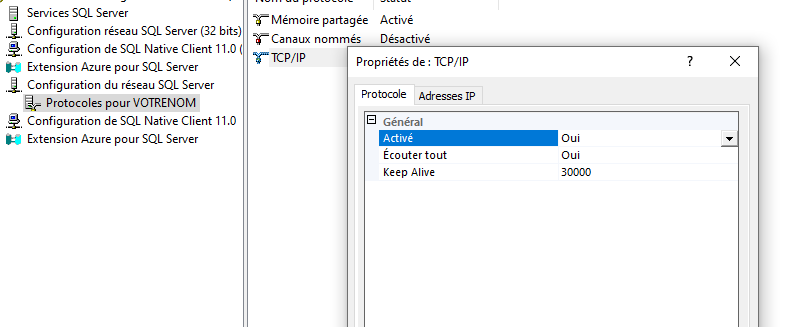 Nom du protocole Statut
Services SQL Server
Configuration réseau SQL Server (32 bits)
Configuration de SQL Native Client 11.0 (
Extension Azure pour SQL Server
Configuration du réseau SQL Server
Protocoles pour VOTRENOM
Configuration de SQL Native Client 11.0
Extension Azure pour SQL Server
Mémoire partagée Activé
Canaux nommés Désactivé
TCP/IP
Propriétés de : TCP/IP
?
Protocole
Adresses IP
Général
Activé Oui
Écouter tout Oui
Keep Alive 30000